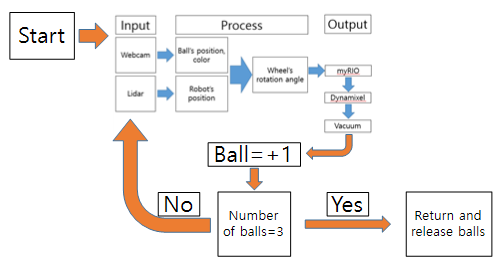 Start
Input
Process
Output
Webcam
Ball's position,
color
Wheel's
rotation angle
myRIO
Lidar
Robot's
position
Dynamixel
Vacuum
Ball=+1
No
Number
of balls=3
Yes
Return and
release balls